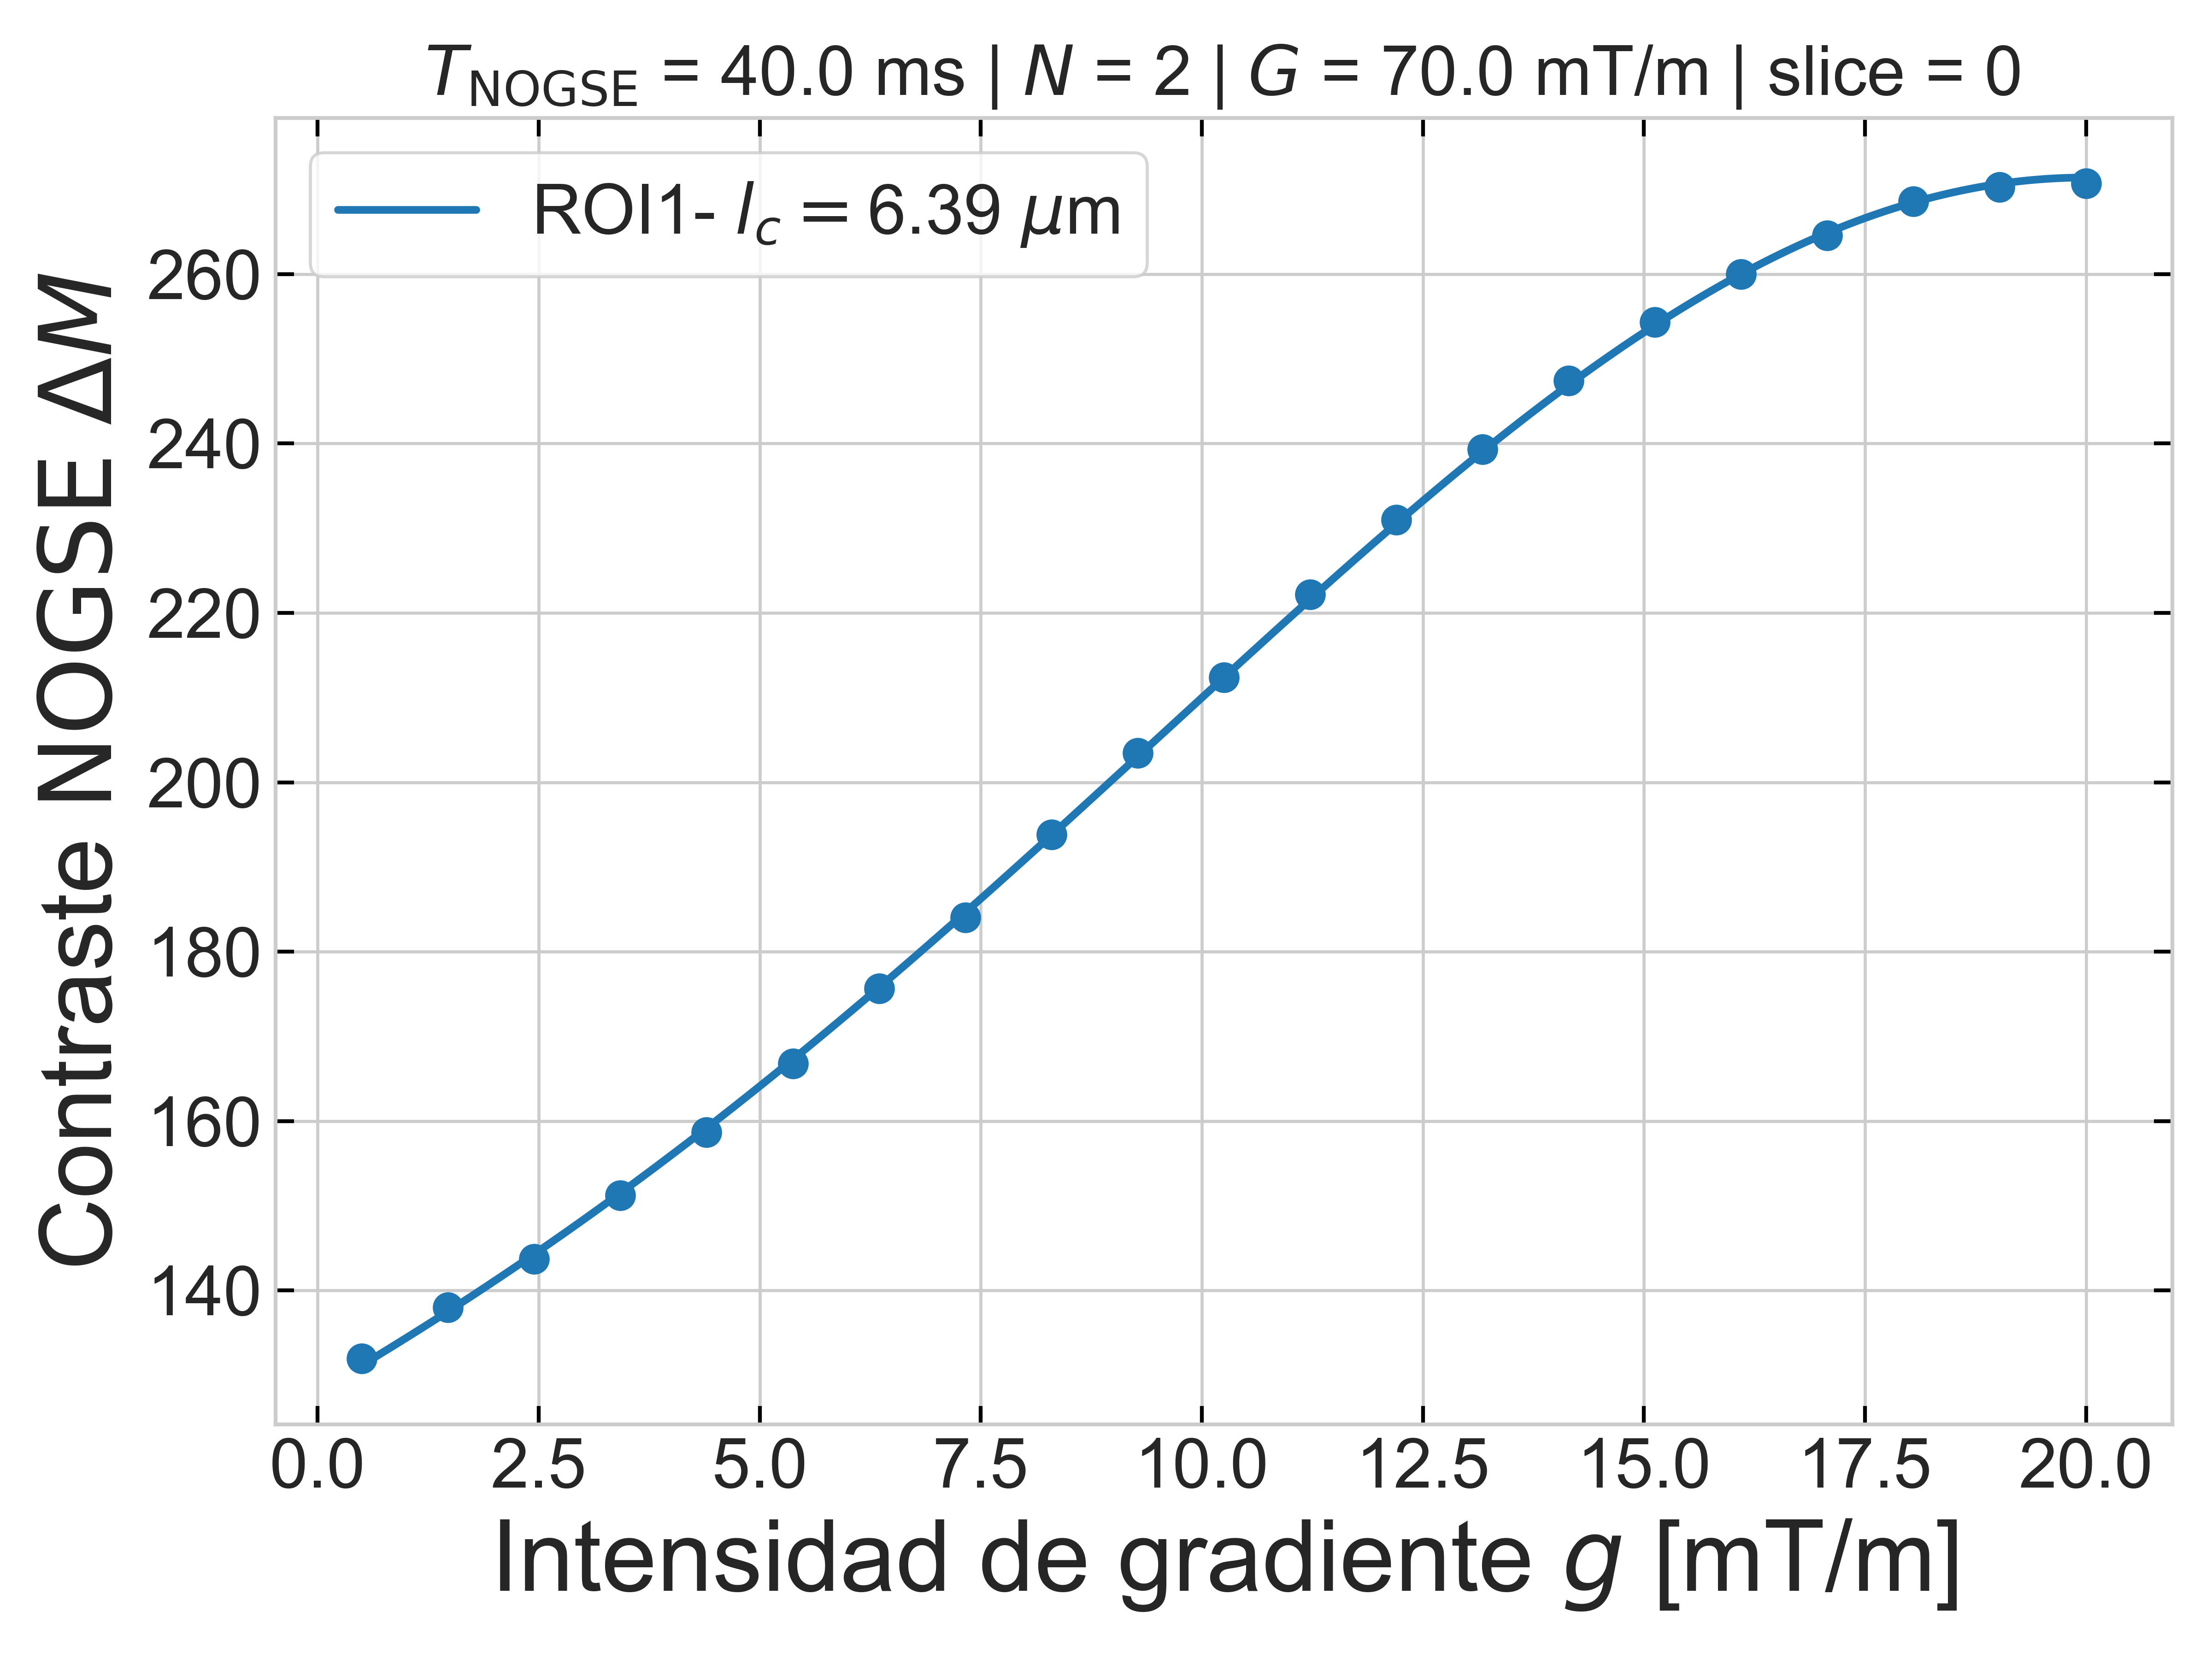 T_NOGSE = 40.0 ms | N = 2 | G = 70.0 mT/m | slice = 0
ROI1- l_c = 6.39 μm
Contraste NOGSE ΔM
260
240
220
200
180
160
140
0.0 2.5 5.0 7.5 10.0 12.5 15.0 17.5 20.0
Intensidad de gradiente g [mT/m]